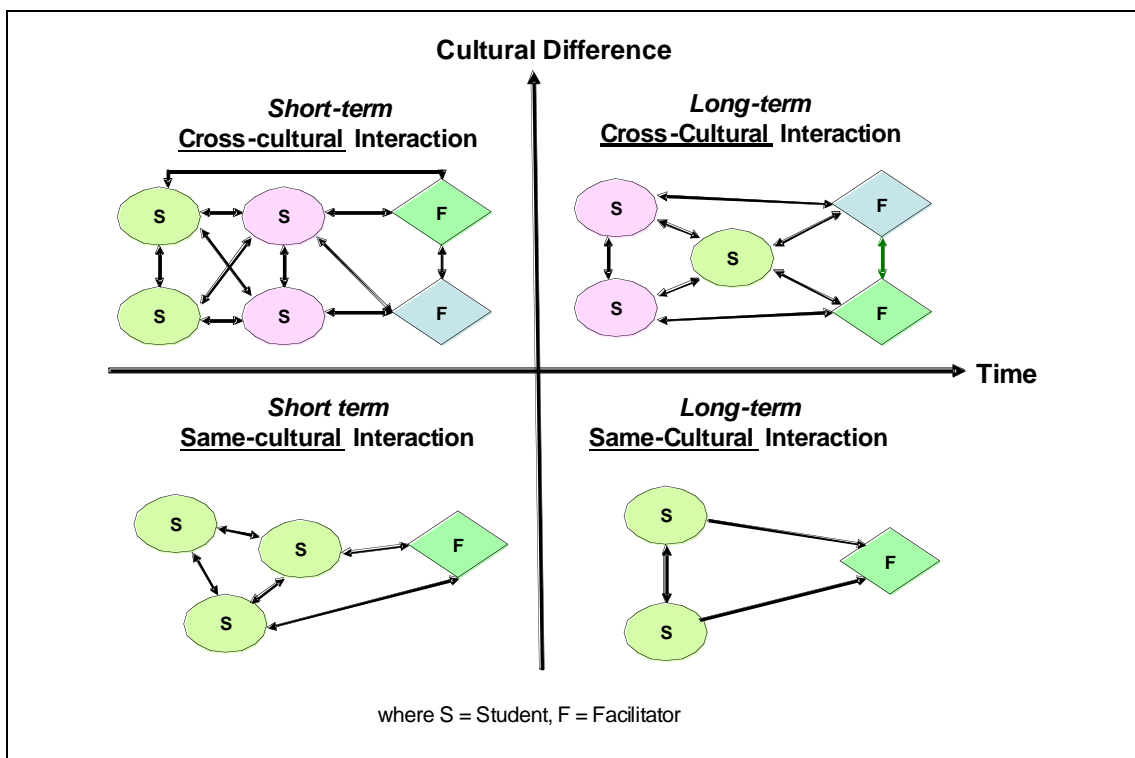 Cultural Difference
Short-term
Cross-cultural Interaction
S
S
F
S
S
F
Long-term
Cross-Cultural Interaction
S
F
S
S
F
Time
Short term
Same-cultural Interaction
S
S
F
S
Long-term
Same-Cultural Interaction
S
F
S
where S = Student, F = Facilitator